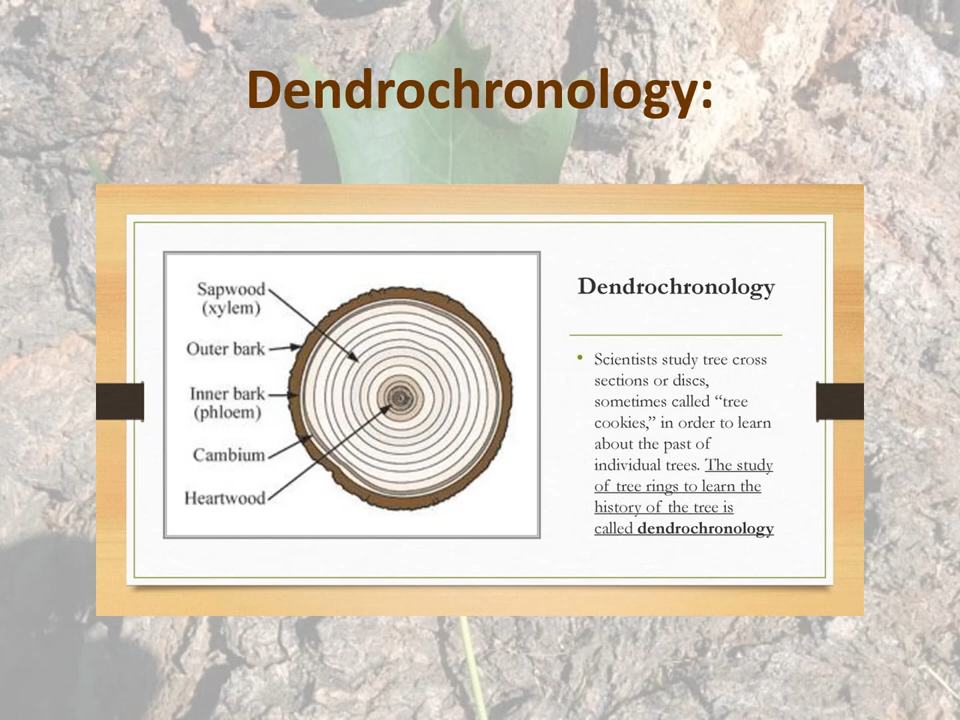 Dendrochronology:
Sapwood
(xylem)
Outer bark
Inner bark
(phloem)
Cambium
Heartwood
Dendrochronology
• Scientists study tree cross
sections or discs,
sometimes called “tree
cookies,” in order to learn
about the past of
individual trees. The study
of tree rings to learn the
history of the tree is
called dendrochronology